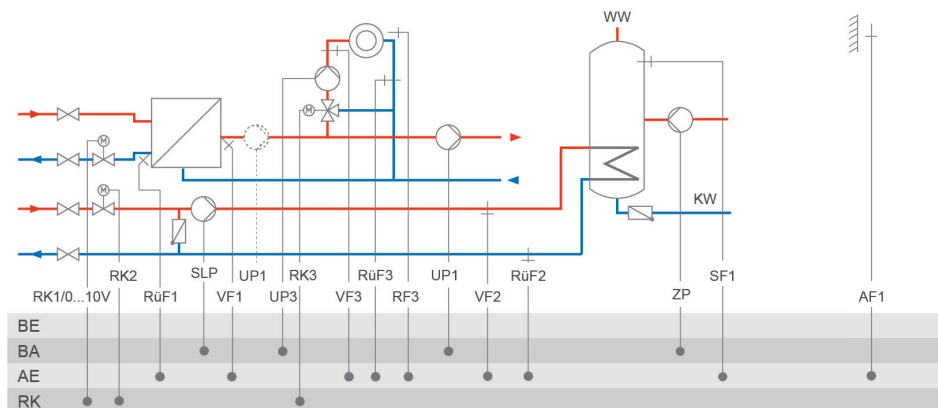 WW
M
M
M
KW
RK2
SLP
UP1
RK3
RüF3
UP1
RüF2
SF1
RK1/0...10V
RüF1
VF1
UP3
VF3
RF3
VF2
ZP
AF1
BE
BA
AE
RK